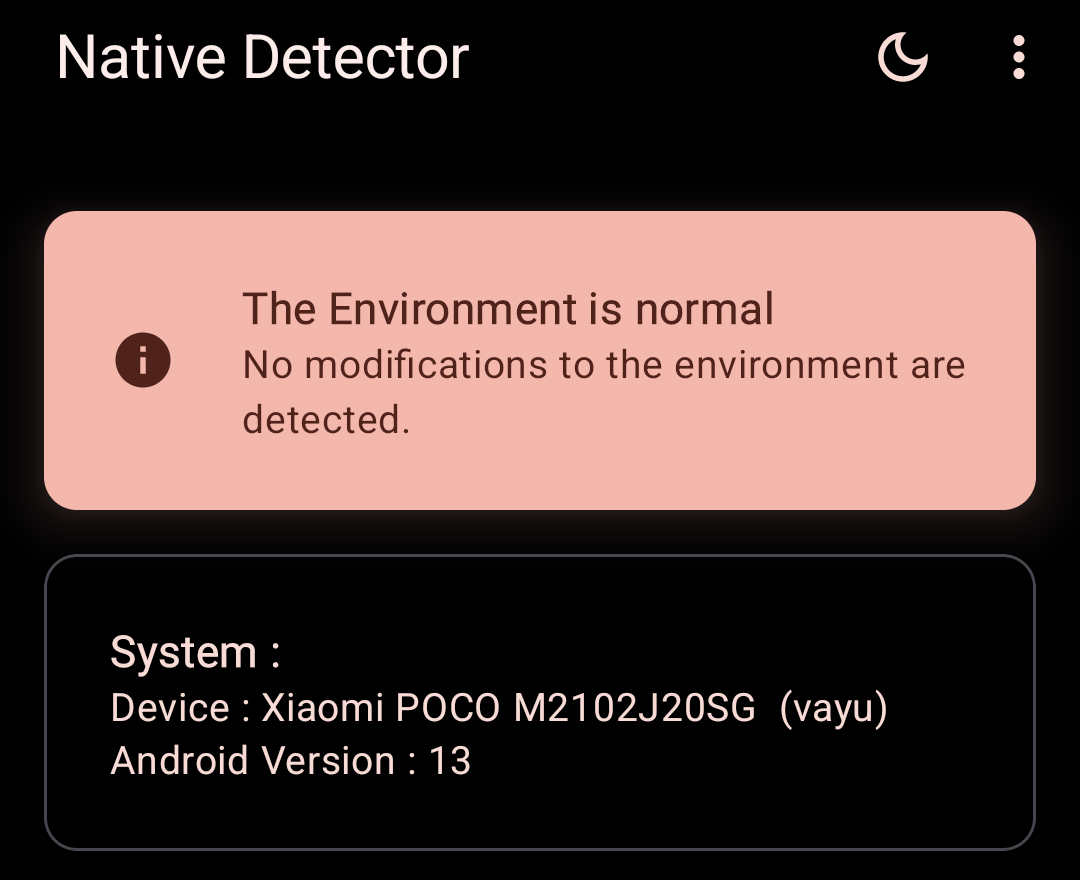 Native Detector
The Environment is normal
No modifications to the environment are
detected.
System :
Device : Xiaomi POCO M2102J20SG  (vayu)
Android Version : 13